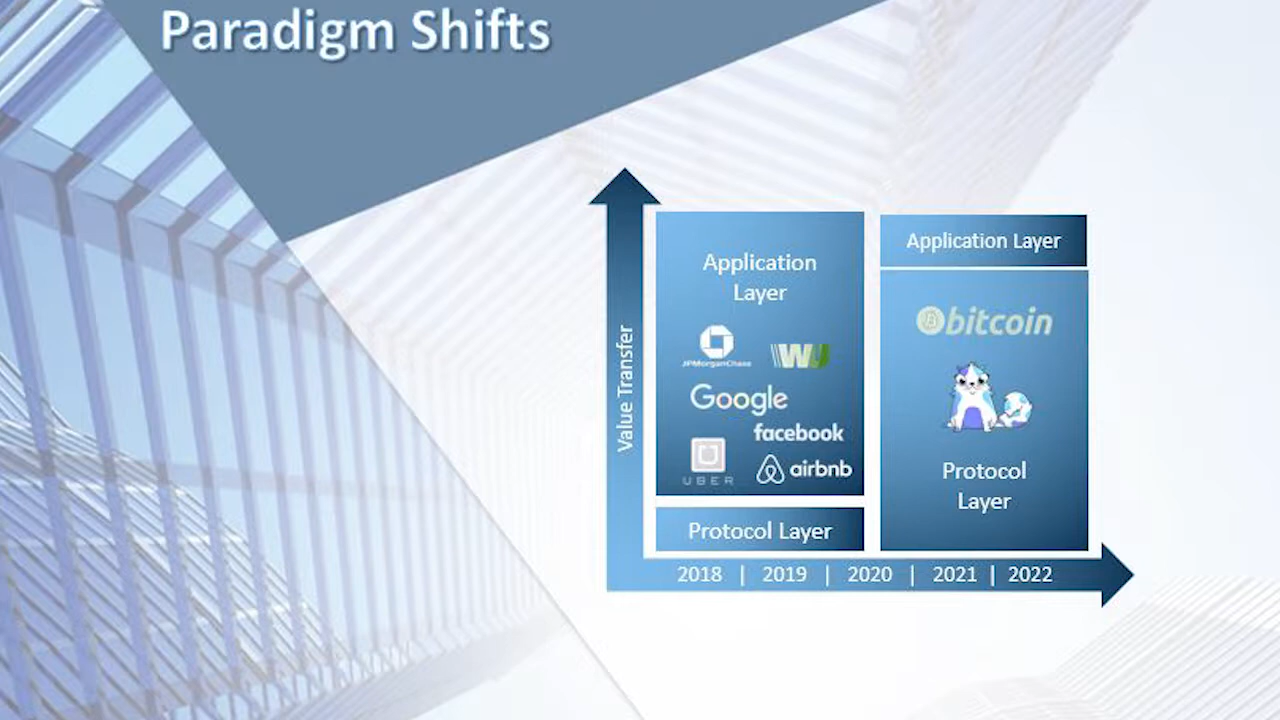 Paradigm Shifts
Value Transfer
Application
Layer
JPMorganChase
WU
Google
facebook
UBER
airbnb
Protocol Layer
Application Layer
bitcoin
Protocol
Layer
2018 | 2019 | 2020 | 2021 | 2022